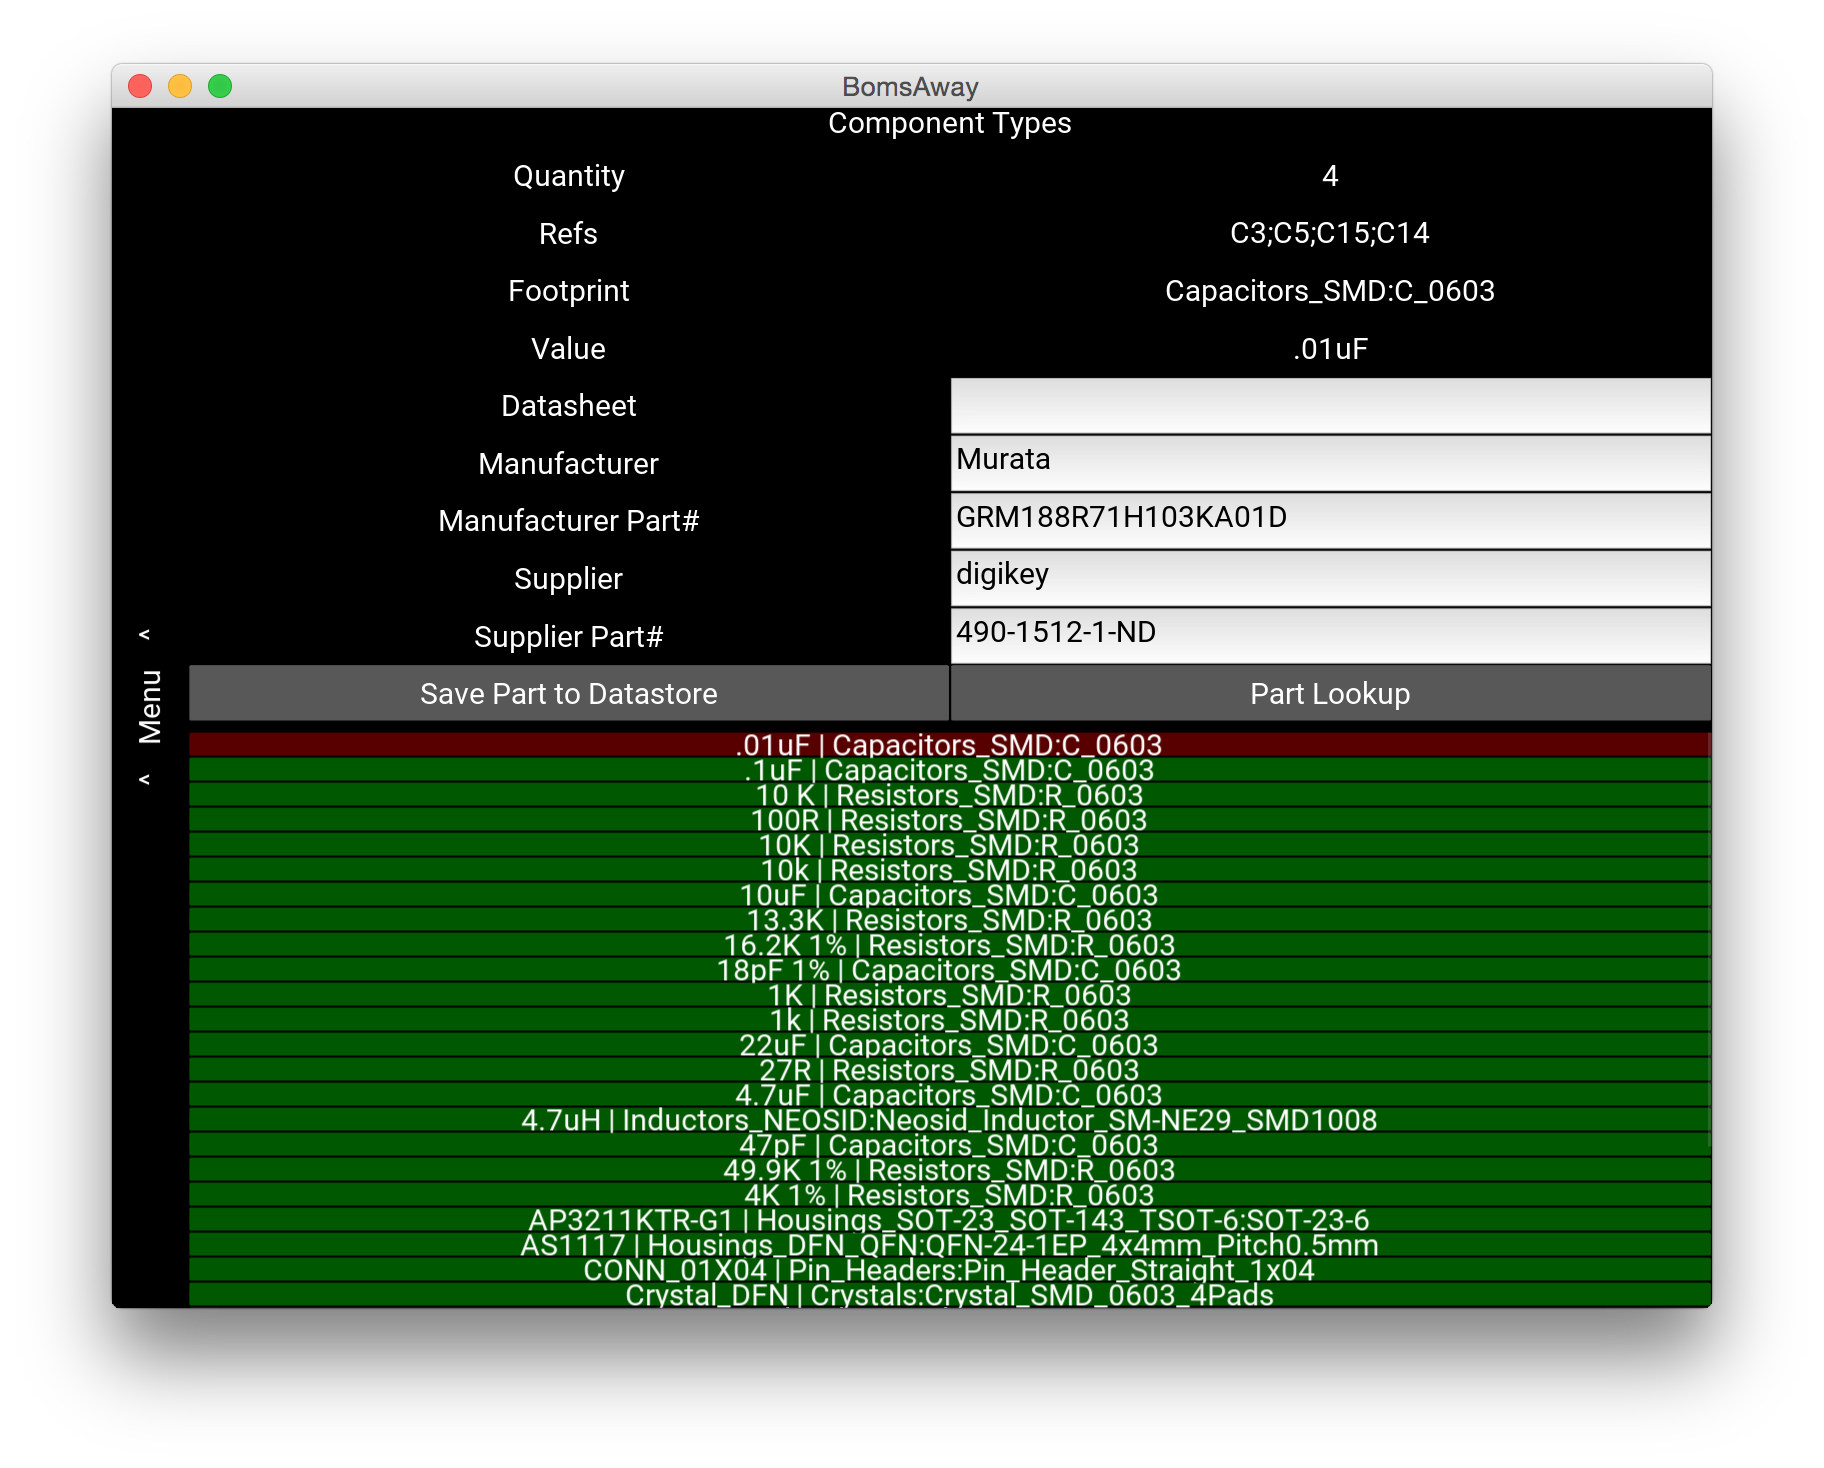 BomsAway
Component Types
Quantity 4
Refs C3;C5;C15;C14
Footprint Capacitors_SMD:C_0603
Value .01uF
Datasheet
Manufacturer Murata
Manufacturer Part# GRM188R71H103KA01D
Supplier digikey
Supplier Part# 490-1512-1-ND
< Menu <
Save Part to Datastore Part Lookup
.01uF | Capacitors_SMD:C_0603
.1uF | Capacitors_SMD:C_0603
10 K | Resistors_SMD:R_0603
100R | Resistors_SMD:R_0603
10K | Resistors_SMD:R_0603
10k | Resistors_SMD:R_0603
10uF | Capacitors_SMD:C_0603
13.3K | Resistors_SMD:R_0603
16.2K 1% | Resistors_SMD:R_0603
18pF 1% | Capacitors_SMD:C_0603
1K | Resistors_SMD:R_0603
1k | Resistors_SMD:R_0603
22uF | Capacitors_SMD:C_0603
27R | Resistors_SMD:R_0603
4.7uF | Capacitors_SMD:C_0603
4.7uH | Inductors_NEOSID:Neosid_Inductor_SM-NE29_SMD1008
47pF | Capacitors_SMD:C_0603
49.9K 1% | Resistors_SMD:R_0603
4K 1% | Resistors_SMD:R_0603
AP3211KTR-G1 | Housings_SOT-23_SOT-143_TSOT-6:SOT-23-6
AS1117 | Housings_DFN_QFN:QFN-24-1EP_4x4mm_Pitch0.5mm
CONN_01X04 | Pin_Headers:Pin_Header_Straight_1x04
Crystal_DFN | Crystals:Crystal_SMD_0603_4Pads